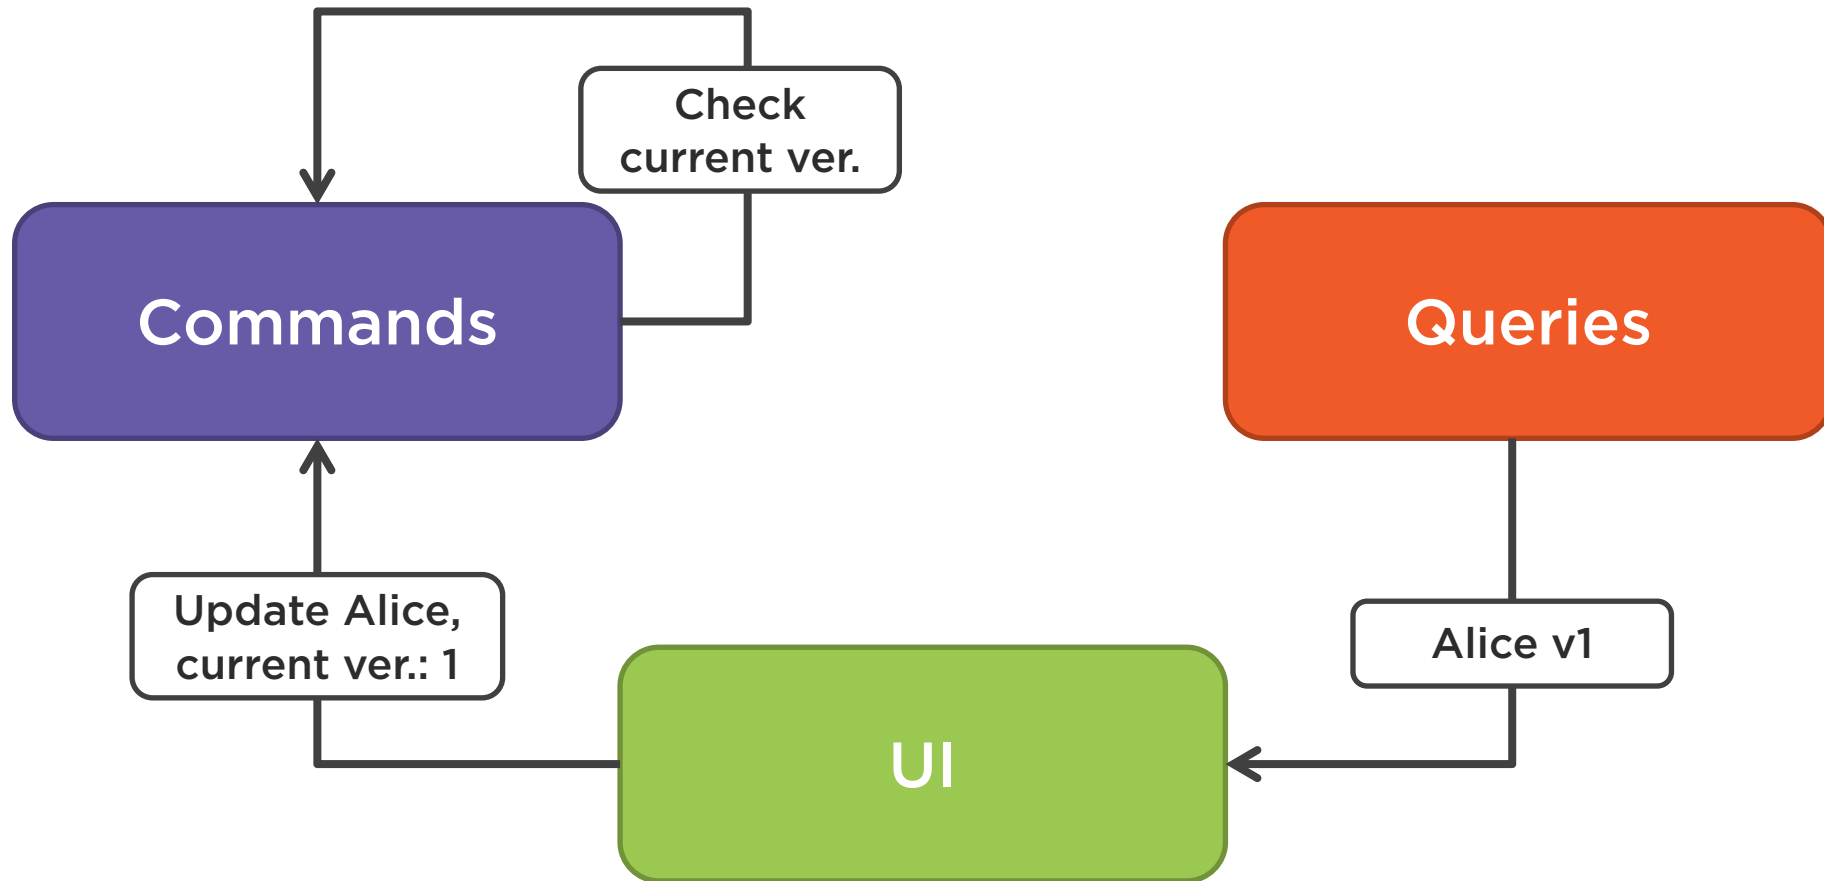 Check
current ver.
Commands
Queries
Update Alice,
current ver.: 1
Alice v1
UI